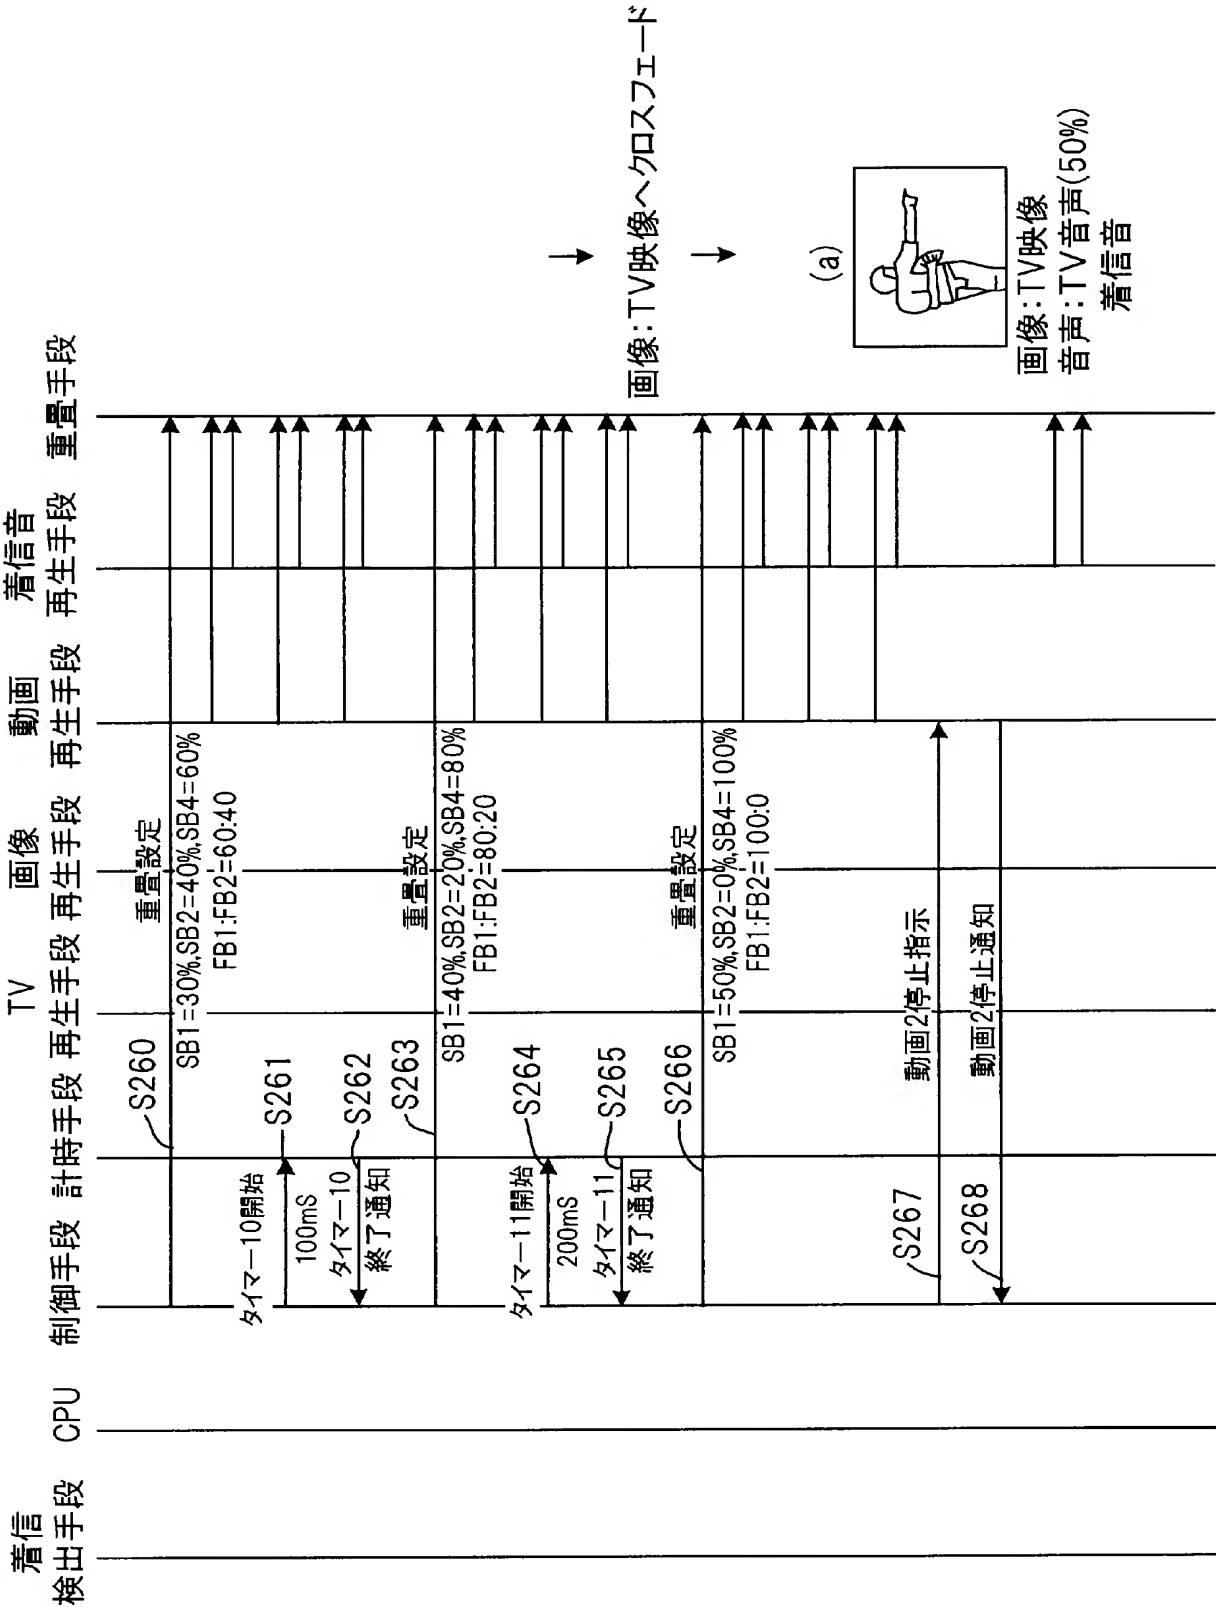 着信
検出手段
CPU
制御手段
計時手段
TV
再生手段
画像
再生手段
動画
再生手段
着信音
再生手段
重畳手段
S260
重畳設定
SB1=30%,SB2=40%,SB4=60%
FB1:FB2=60:40
タイマー10開始
S261
100mS
タイマー10
終了通知
S262
S263
重畳設定
SB1=40%,SB2=20%,SB4=80%
FB1:FB2=80:20
タイマー11開始
S264
200mS
タイマー11
終了通知
S265
S266
重畳設定
SB1=50%,SB2=0%,SB4=100%
FB1:FB2=100:0
S267
動画2停止指示
S268
動画2停止通知
画像:TV映像へクロスフェード
(a)
画像:TV映像
音声:TV音声(50%)
着信音